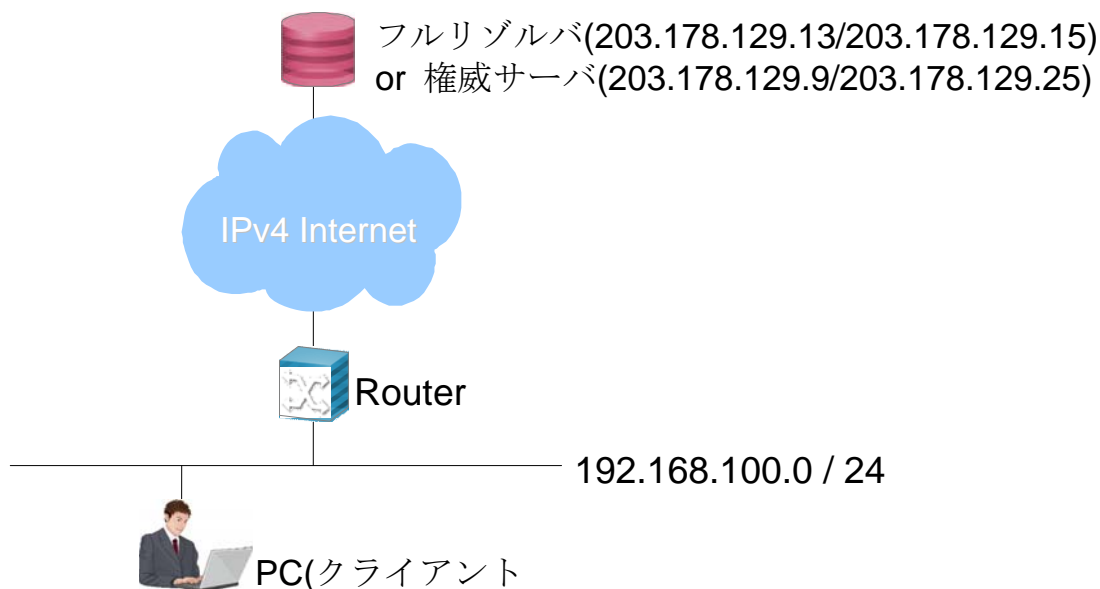 フルリゾルバ(203.178.129.13/203.178.129.15)
or 権威サーバ(203.178.129.9/203.178.129.25)
IPv4 Internet
Router
192.168.100.0 / 24
PC(クライアント